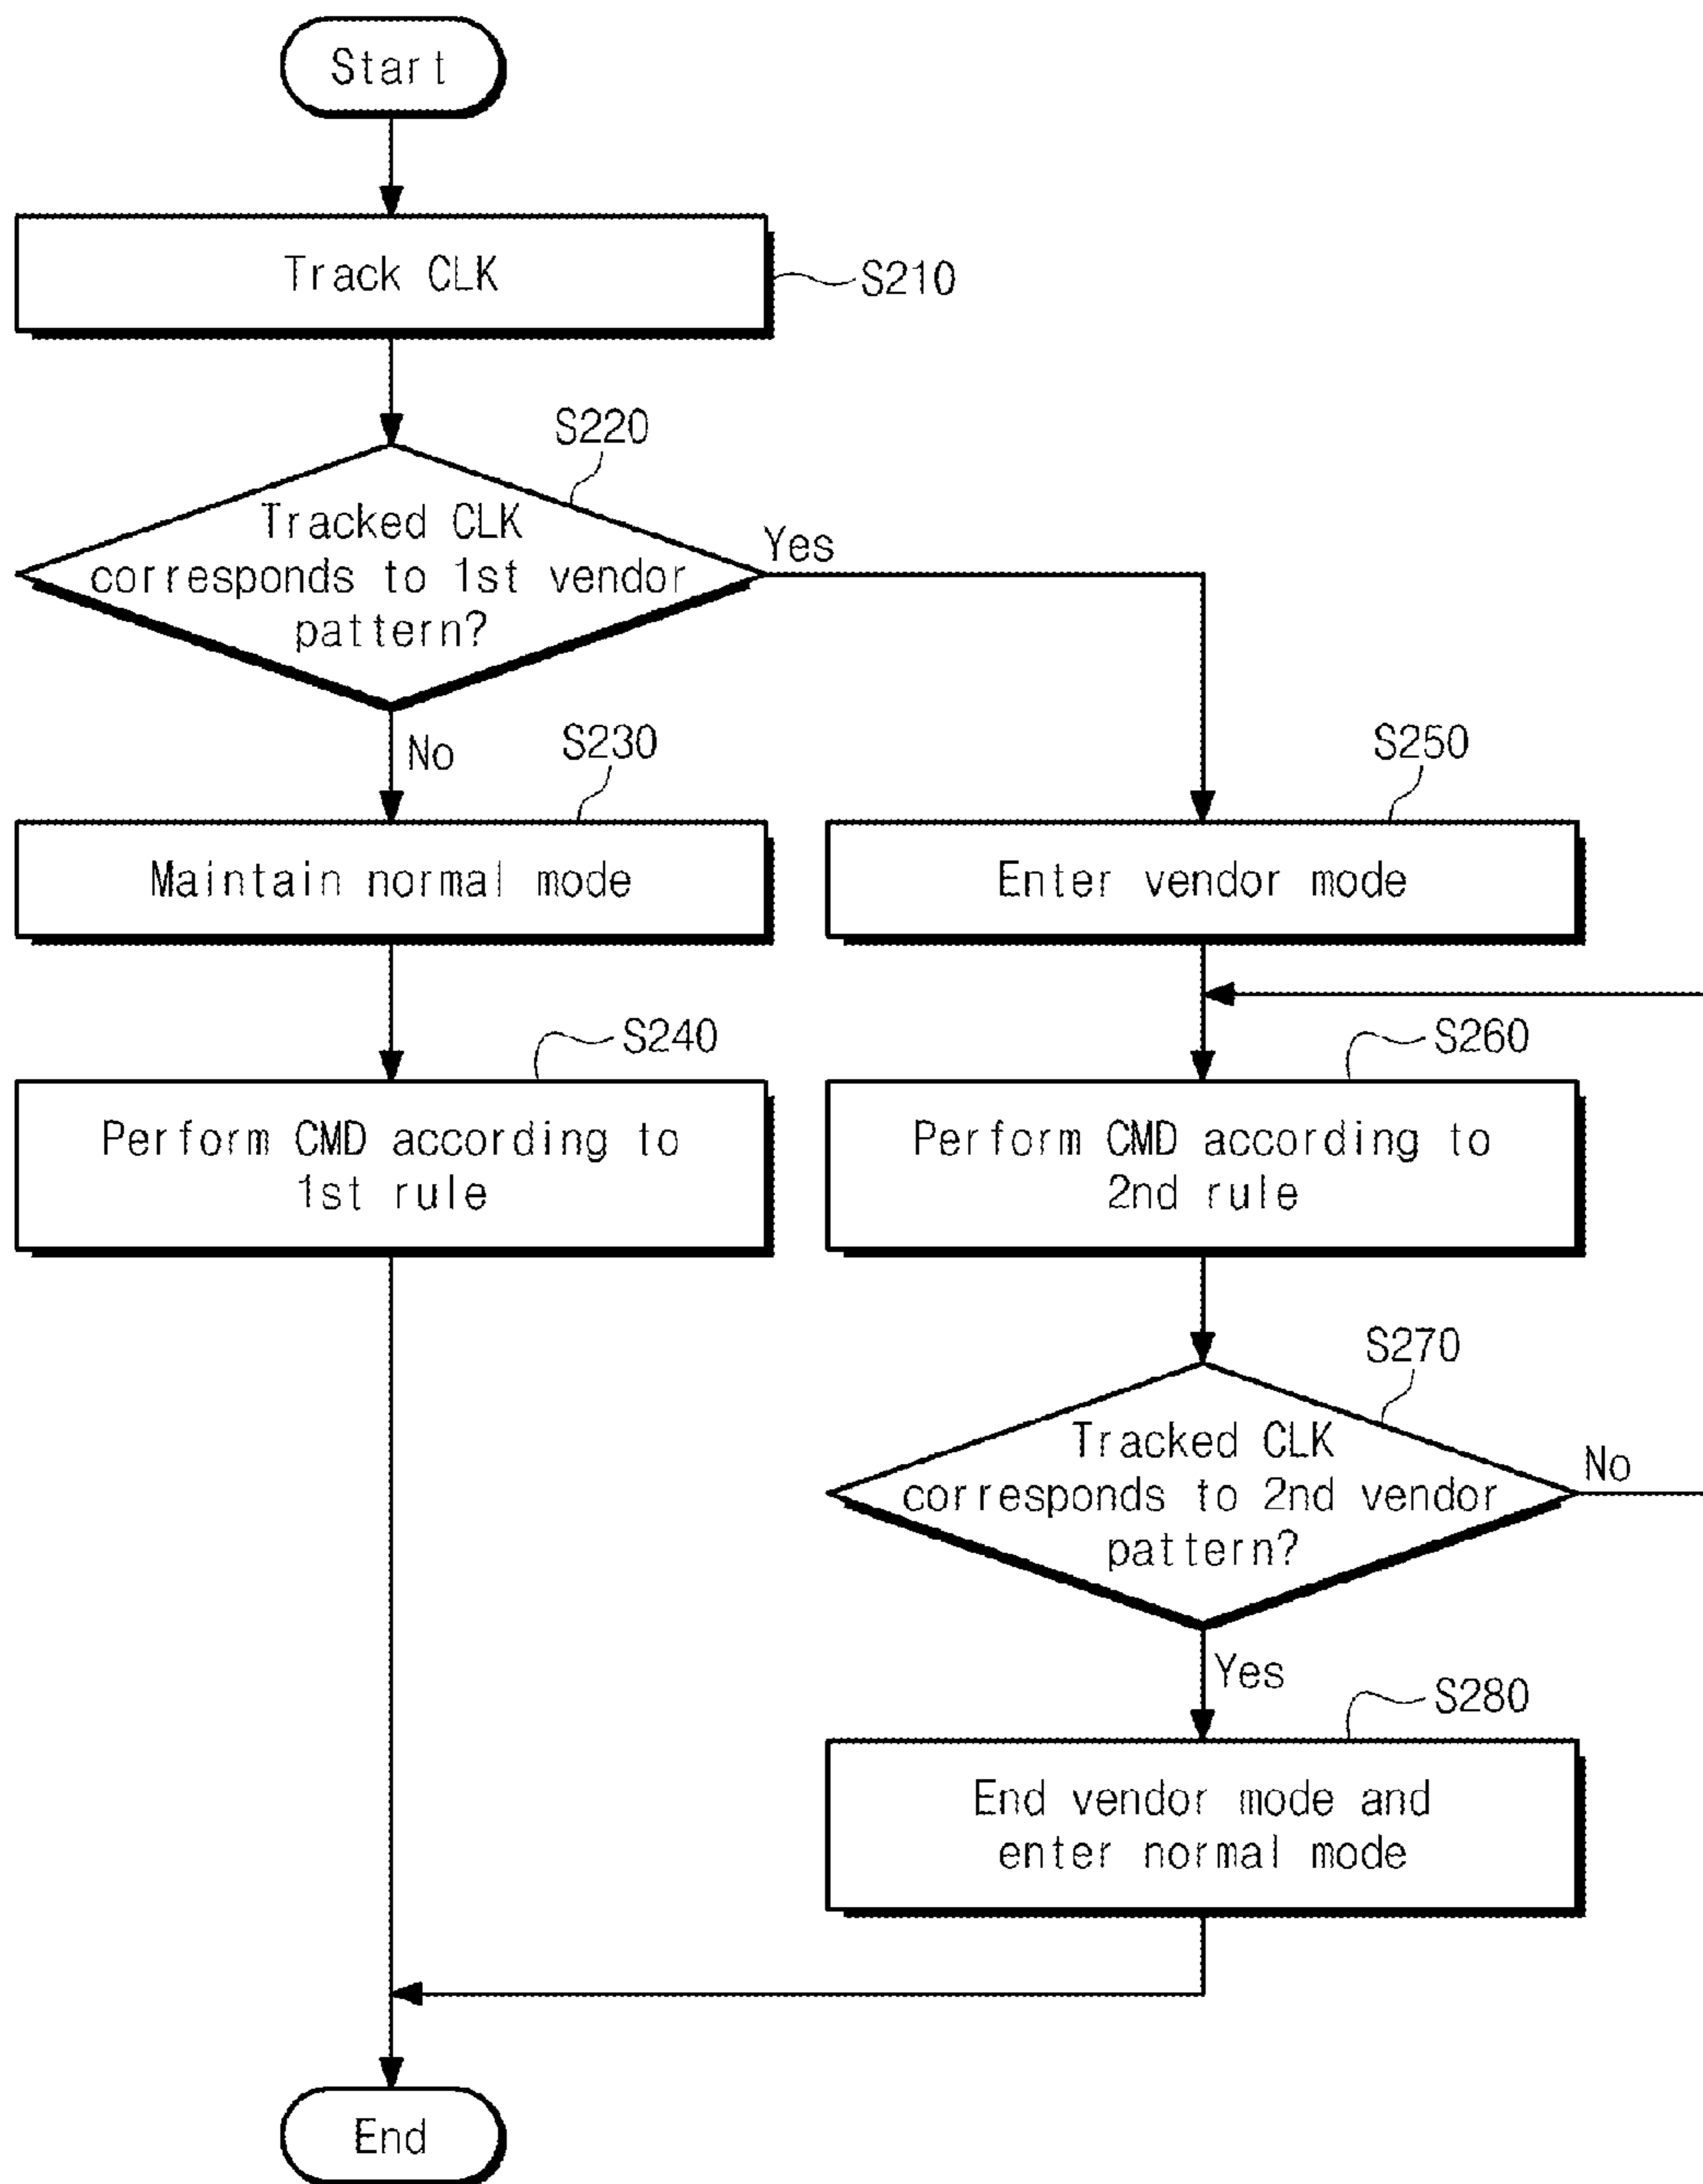 Start
Track CLK
S210
S220
Tracked CLK
corresponds to 1st vendor
pattern?
Yes
No
S230
Maintain normal mode
S250
Enter vendor mode
S240
Perform CMD according to
1st rule
S260
Perform CMD according to
2nd rule
S270
Tracked CLK
corresponds to 2nd vendor
pattern?
No
Yes
S280
End vendor mode and
enter normal mode
End